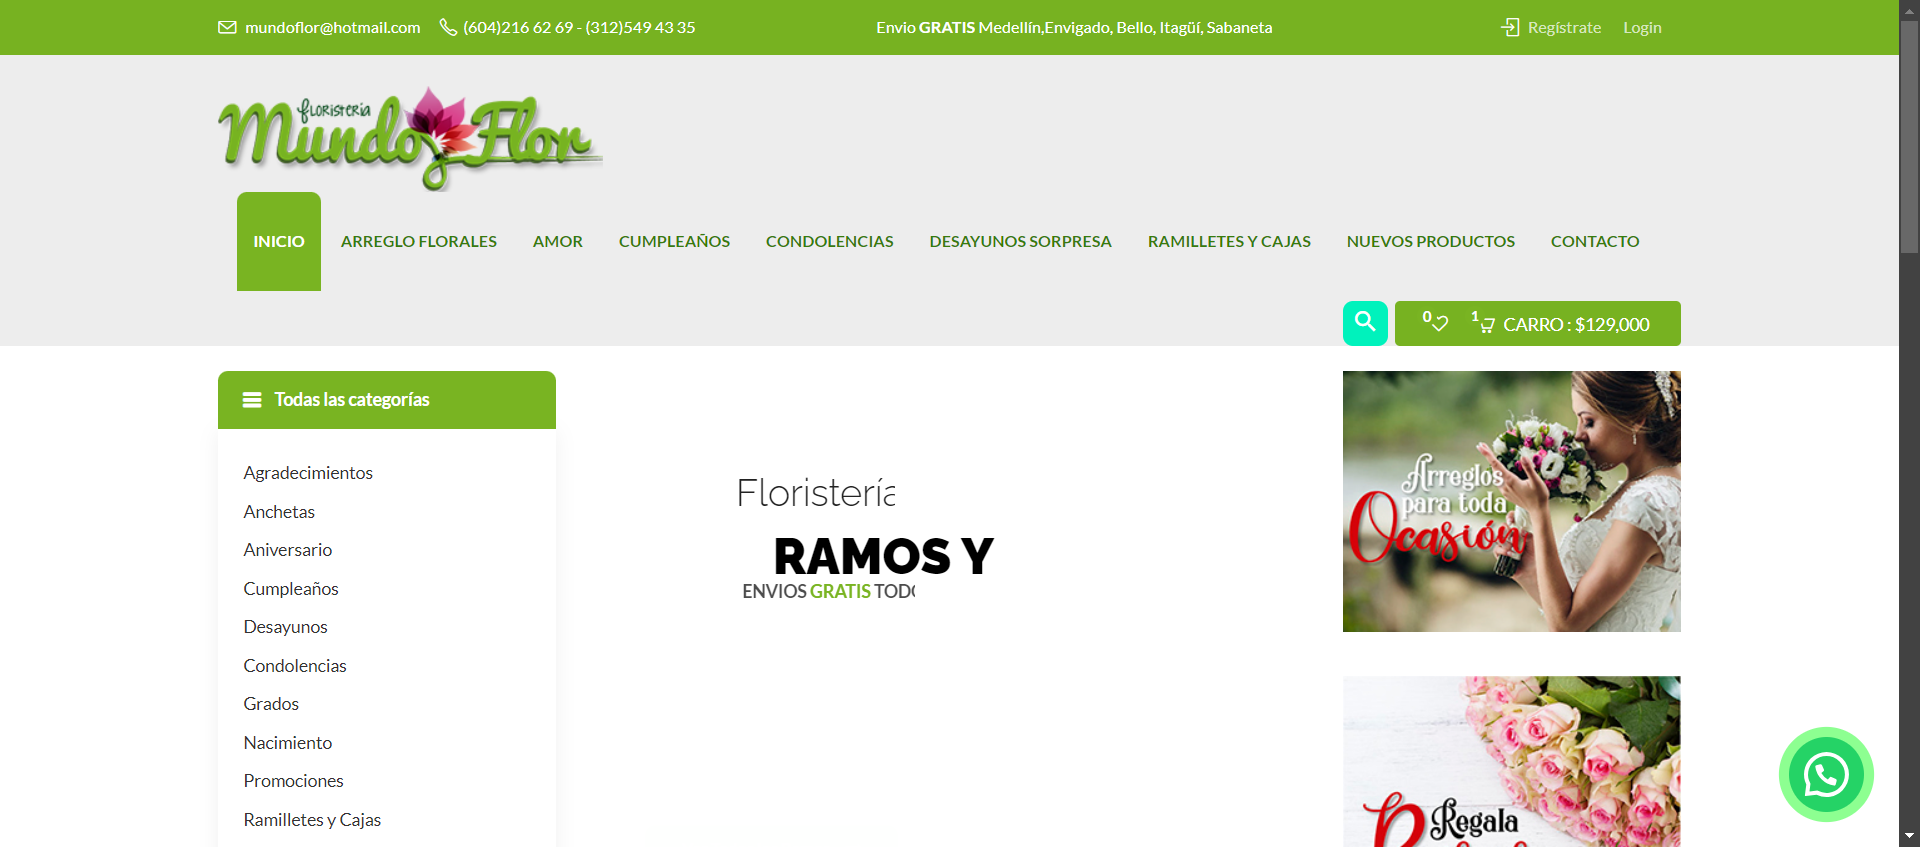 mundoflor@hotmail.com (604)216 62 69 - (312)549 43 35 Envio GRATIS Medellín,Envigado, Bello, Itagüí, Sabaneta Regístrate Login
FLORISTERIA
Mundo Flor
INICIO ARREGLO FLORALES AMOR CUMPLEAÑOS CONDOLENCIAS DESAYUNOS SORPRESA RAMILLETES Y CAJAS NUEVOS PRODUCTOS CONTACTO
0 1 CARRO : $129,000
Todas las categorías
Agradecimientos
Anchetas
Aniversario
Cumpleaños
Desayunos
Condolencias
Grados
Nacimiento
Promociones
Ramilletes y Cajas
Floristería
RAMOS Y
ENVIOS GRATIS TODO
Arreglos
para toda
Ocasión
Regala